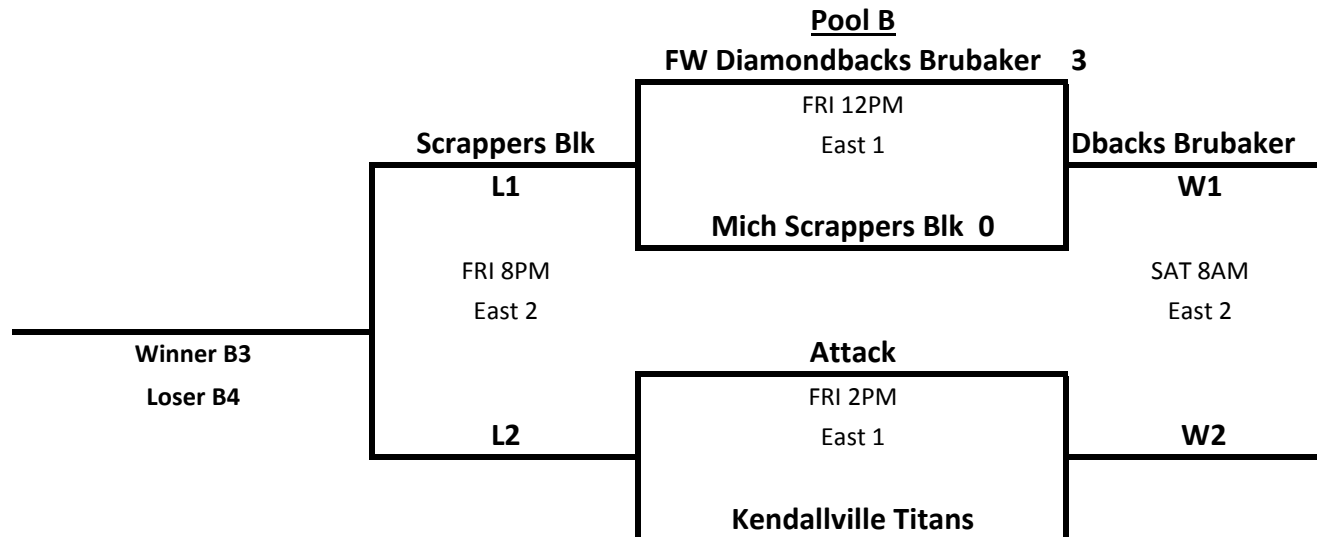 Pool B
FW Diamondbacks Brubaker 3
FRI 12PM
Scrappers Blk East 1 Dbacks Brubaker
L1 W1
Mich Scrappers Blk 0
FRI 8PM SAT 8AM
East 2 East 2
Winner B3 Attack
Loser B4 FRI 2PM
L2 East 1 W2
Kendallville Titans